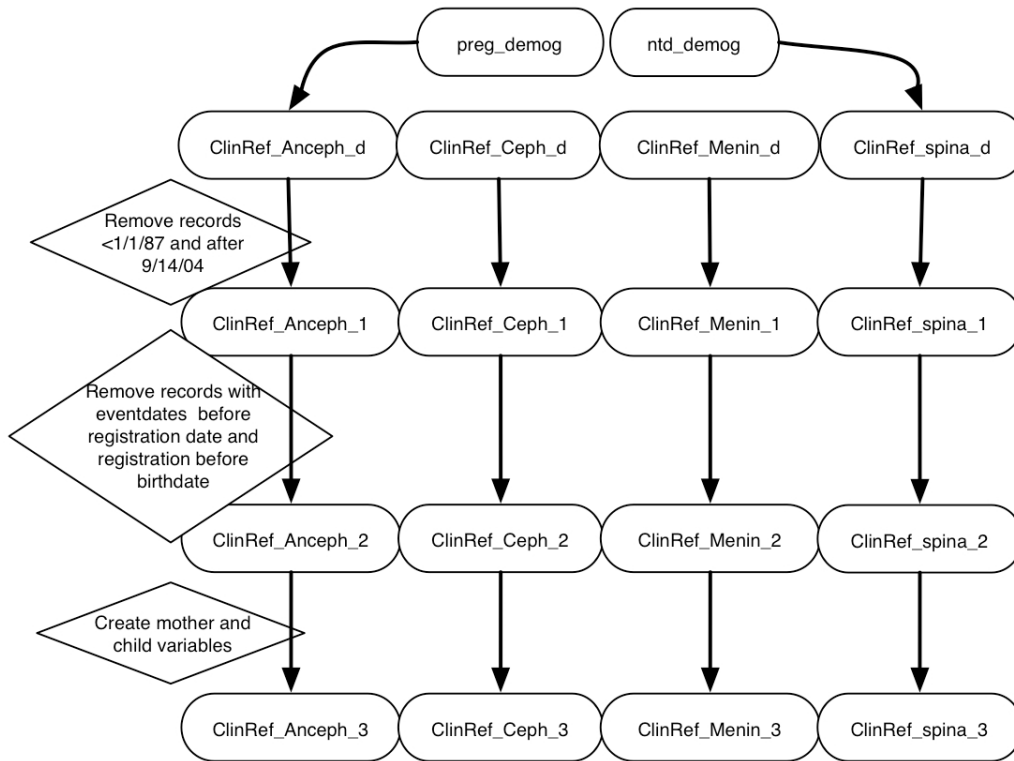 preg_demog
ntd_demog
ClinRef_Anceph_d
ClinRef_Ceph_d
ClinRef_Menin_d
ClinRef_spina_d
Remove records
<1/1/87 and after
9/14/04
ClinRef_Anceph_1
ClinRef_Ceph_1
ClinRef_Menin_1
ClinRef_spina_1
Remove records with
eventdates before
registration date and
registration before
birthdate
ClinRef_Anceph_2
ClinRef_Ceph_2
ClinRef_Menin_2
ClinRef_spina_2
Create mother and
child variables
ClinRef_Anceph_3
ClinRef_Ceph_3
ClinRef_Menin_3
ClinRef_spina_3